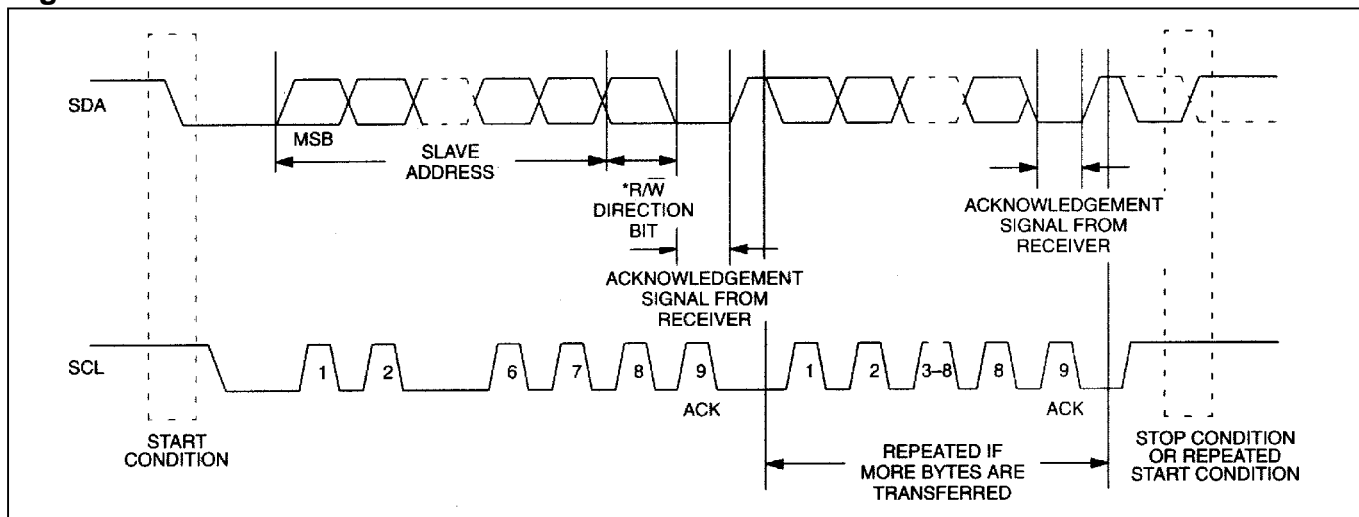 SDA
MSB
SLAVE
ADDRESS
*R/W̅
DIRECTION
BIT
ACKNOWLEDGEMENT
SIGNAL FROM
RECEIVER
ACKNOWLEDGEMENT
SIGNAL FROM
RECEIVER
SCL
1 2 6 7 8 9 1 2 3–8 8 9
ACK
ACK
START
CONDITION
REPEATED IF
MORE BYTES ARE
TRANSFERRED
STOP CONDITION
OR REPEATED
START CONDITION